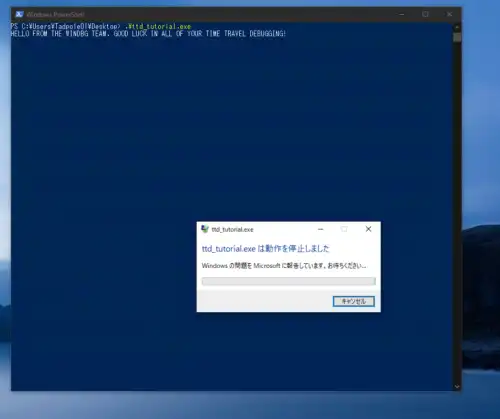 Windows PowerShell
PS C:¥Users¥TadpoleDI¥Desktop> .¥ttd_tutorial.exe
HELLO FROM THE WINDBG TEAM. GOOD LUCK IN ALL OF YOUR TIME TRAVEL DEBUGGING!
ttd_tutorial.exe
ttd_tutorial.exe は動作を停止しました
Windows の問題を Microsoft に報告しています。お待ちください...
キャンセル